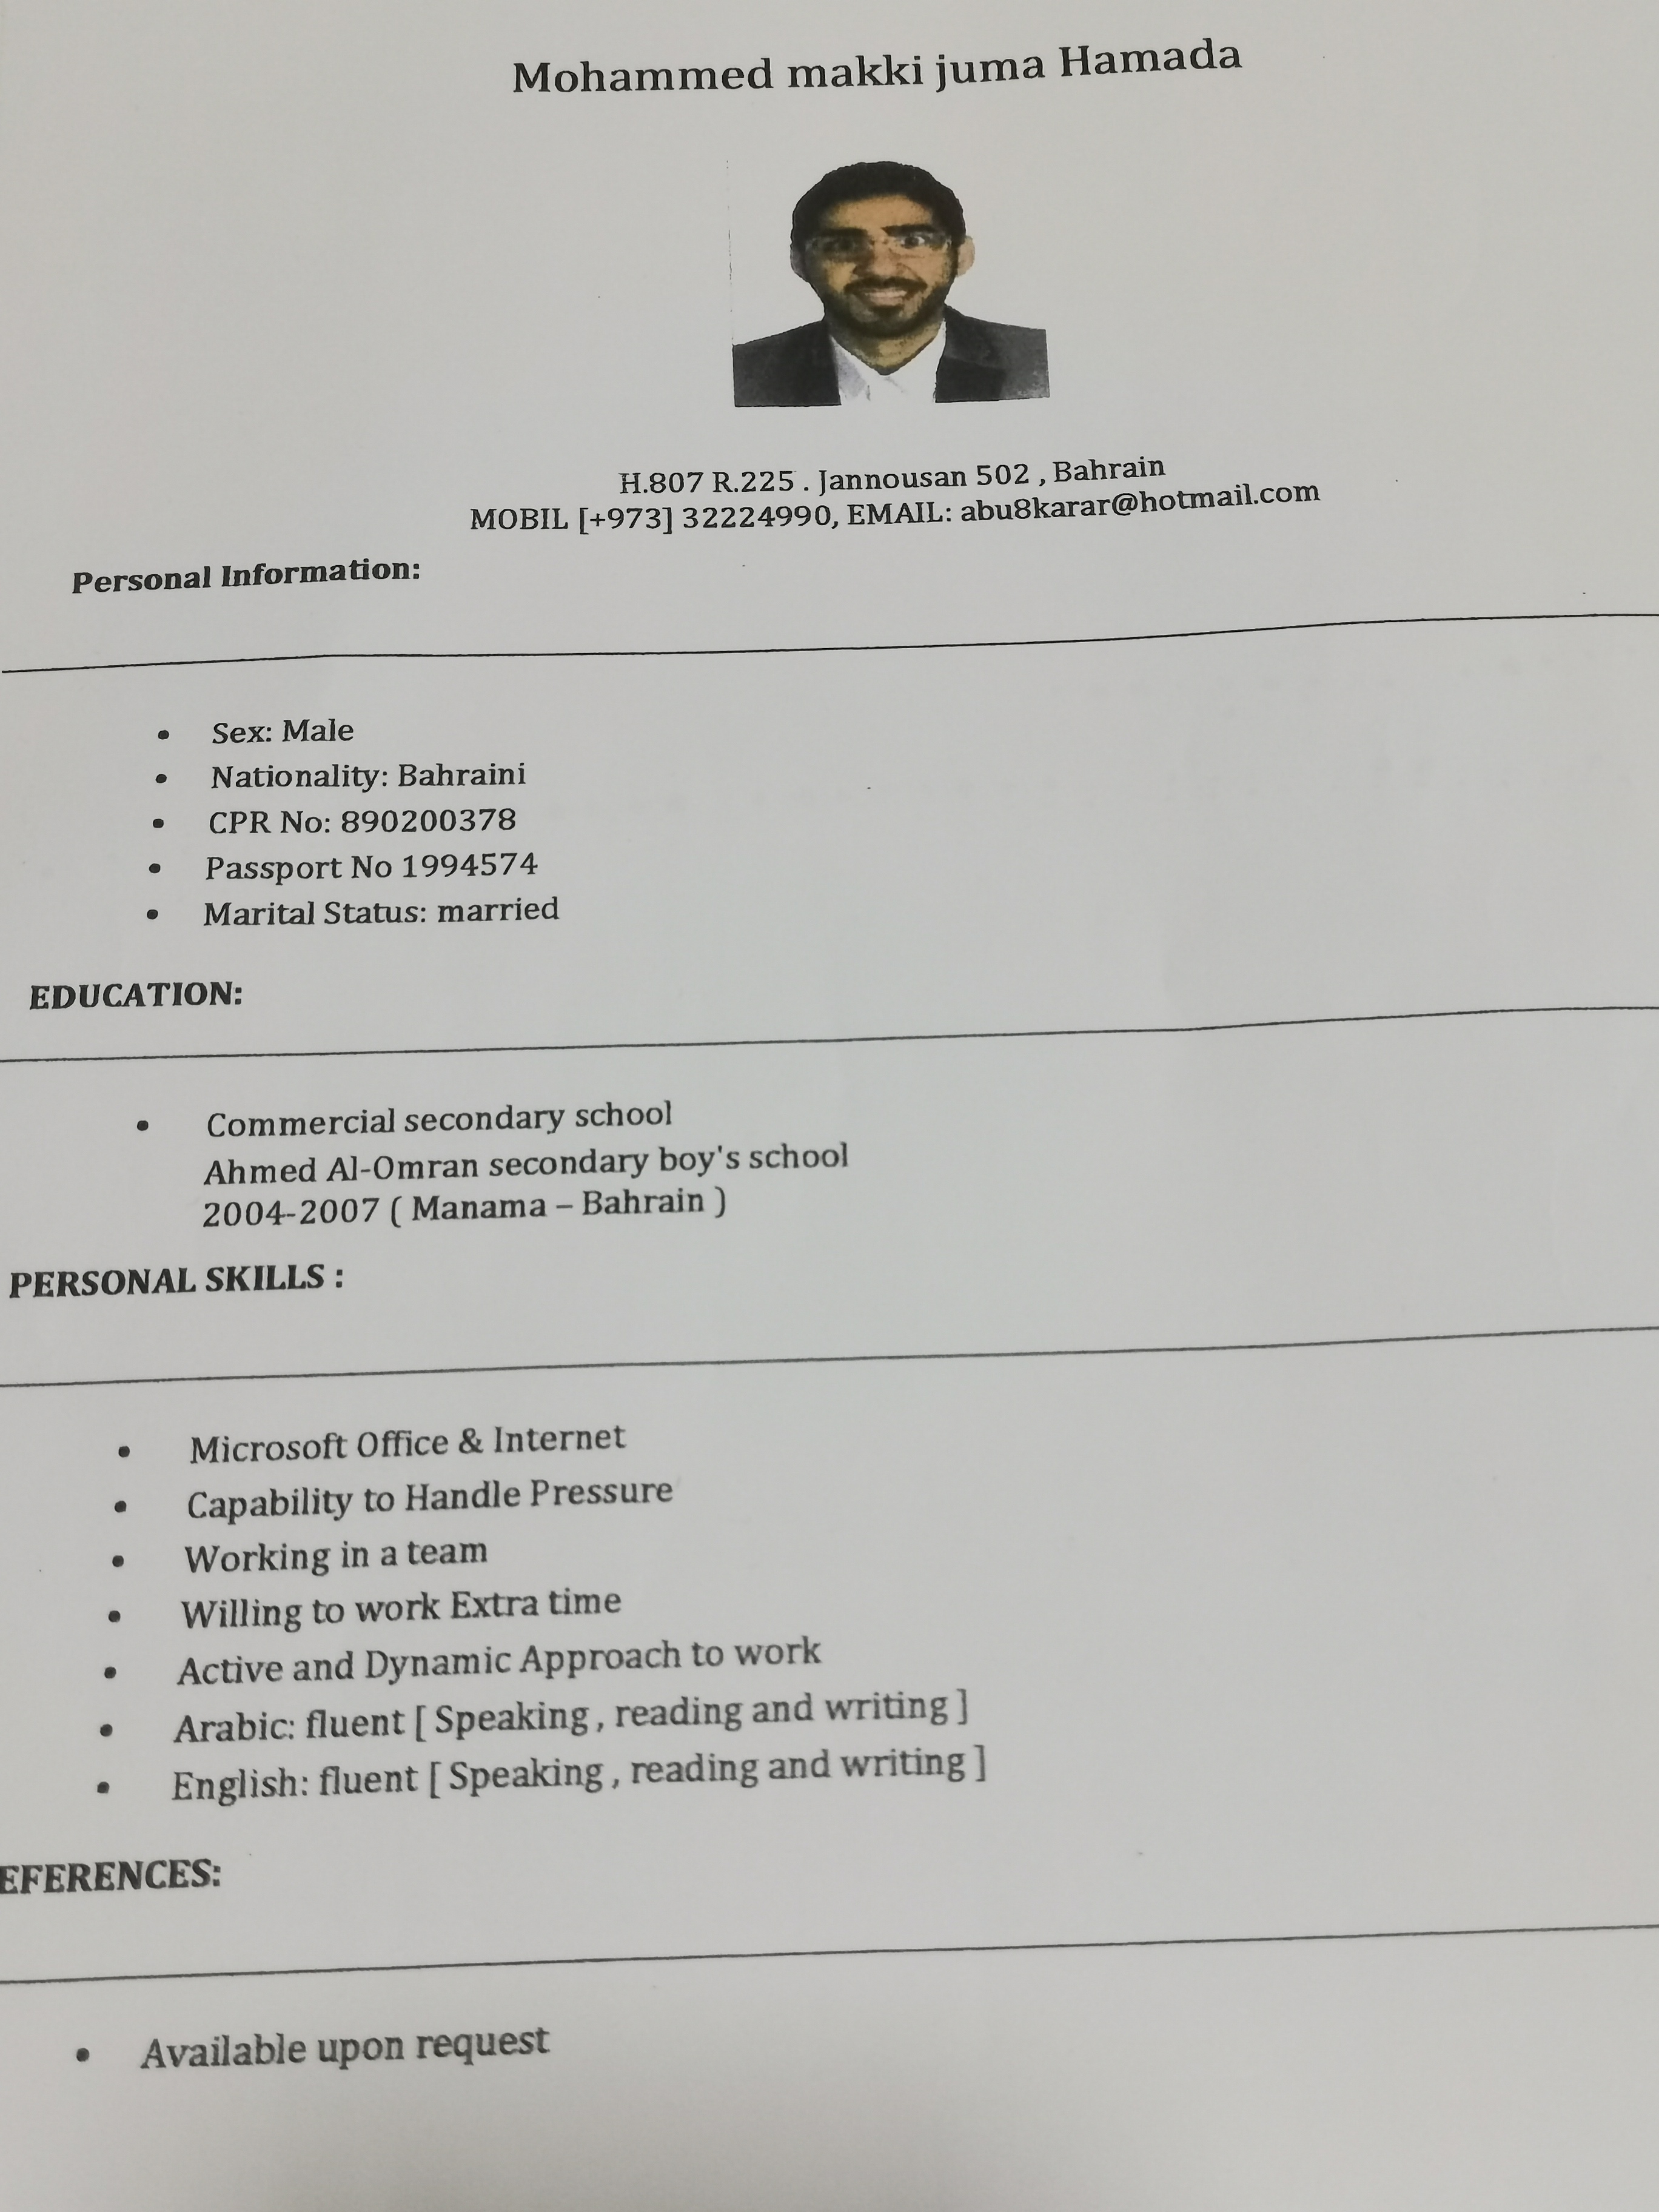 Mohammed makki juma Hamada
H.807 R.225 . Jannousan 502 , Bahrain
MOBIL [+973] 32224990, EMAIL: abu8karar@hotmail.com
Personal Information:
• Sex: Male
• Nationality: Bahraini
• CPR No: 890200378
• Passport No 1994574
• Marital Status: married
EDUCATION:
• Commercial secondary school
Ahmed Al-Omran secondary boy's school
2004-2007 ( Manama – Bahrain )
PERSONAL SKILLS :
• Microsoft Office & Internet
• Capability to Handle Pressure
• Working in a team
• Willing to work Extra time
• Active and Dynamic Approach to work
• Arabic: fluent [ Speaking , reading and writing ]
• English: fluent [ Speaking , reading and writing ]
EFERENCES:
• Available upon request